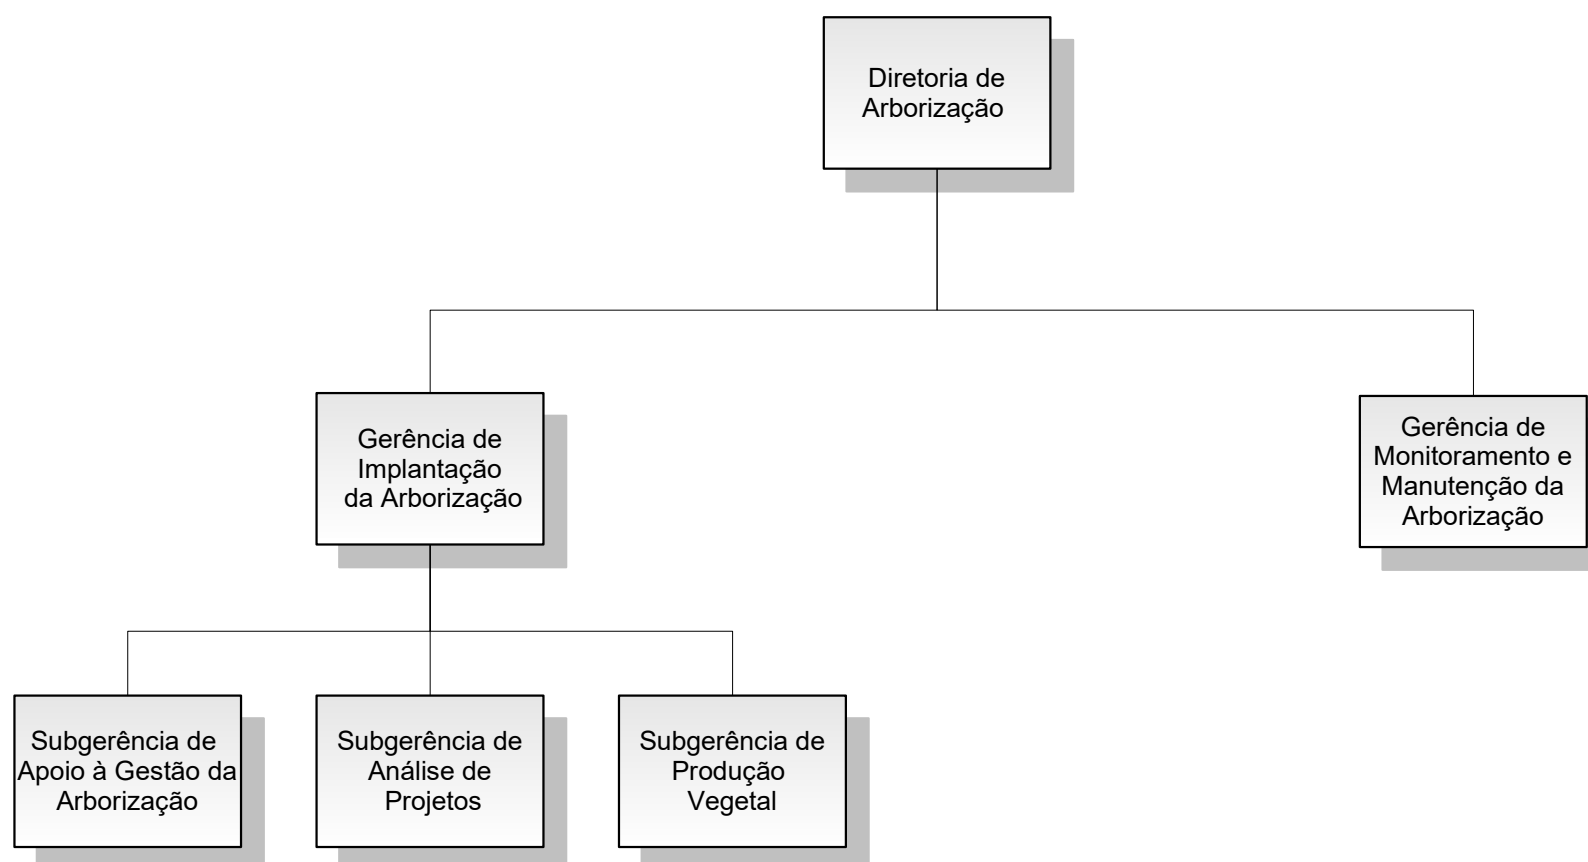 Diretoria de
Arborização
Gerência de
Implantação
da Arborização
Gerência de
Monitoramento e
Manutenção da
Arborização
Subgerência de
Apoio à Gestão da
Arborização
Subgerência de
Análise de
Projetos
Subgerência de
Produção
Vegetal